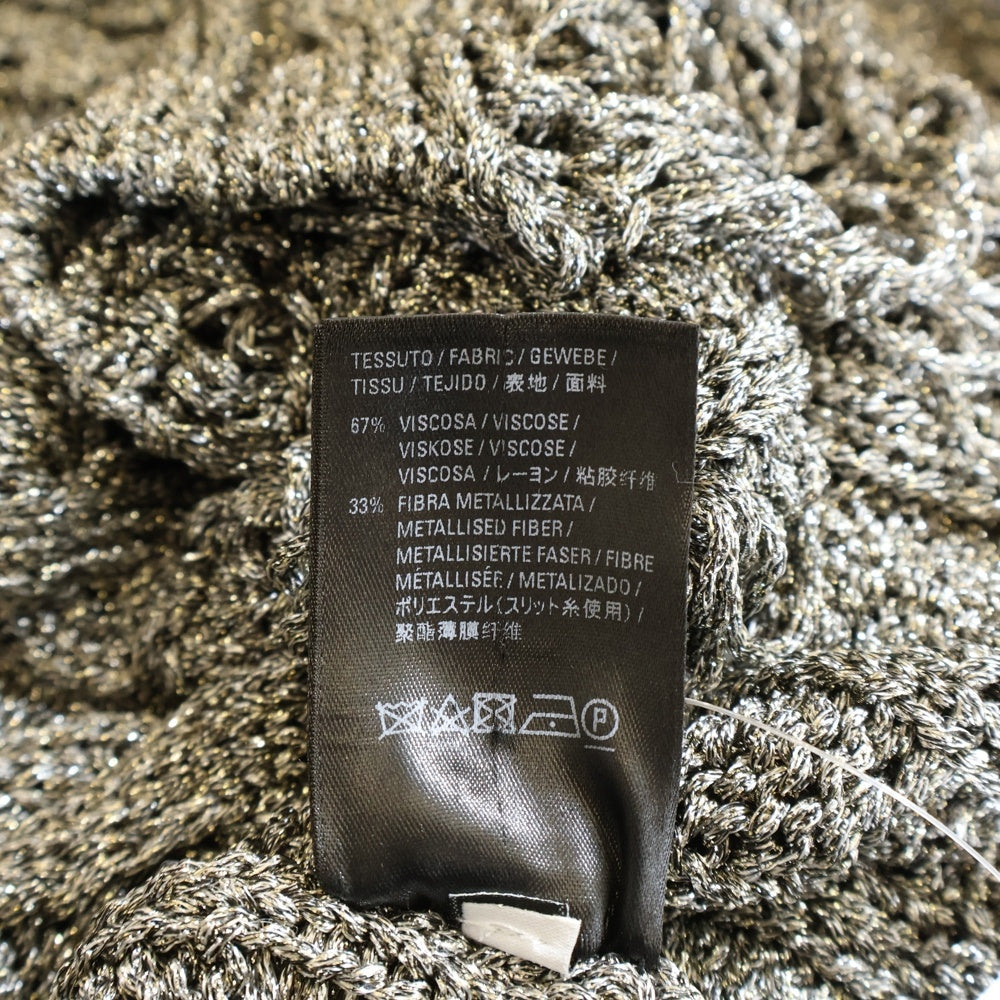 TESSUTO / FABRIC / GEWEBE /
TISSU / TEJIDO / 表地 / 面料
67% VISCOSA / VISCOSE /
VISKOSE / VISCOSE /
VISCOSA / レーヨン / 粘胶纤维
33% FIBRA METALLIZZATA /
METALLISED FIBER /
METALLISIERTE FASER / FIBRE
MÉTALLISÉE / METALIZADO /
ポリエステル(スリット糸使用) /
聚酯薄膜纤维
P